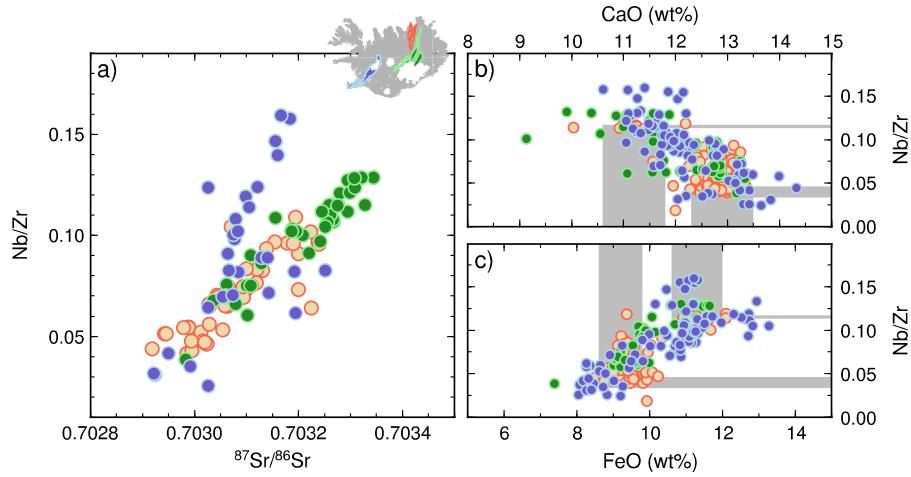 CaO (wt%)
8 9 10 11 12 13 14 15
a)
b)
0.15
0.10
0.05
0.00
Nb/Zr
0.15
0.10
0.05
Nb/Zr
c)
0.15
0.10
0.05
0.00
Nb/Zr
0.7028 0.7030 0.7032 0.7034
87Sr/86Sr
6 8 10 12 14
FeO (wt%)